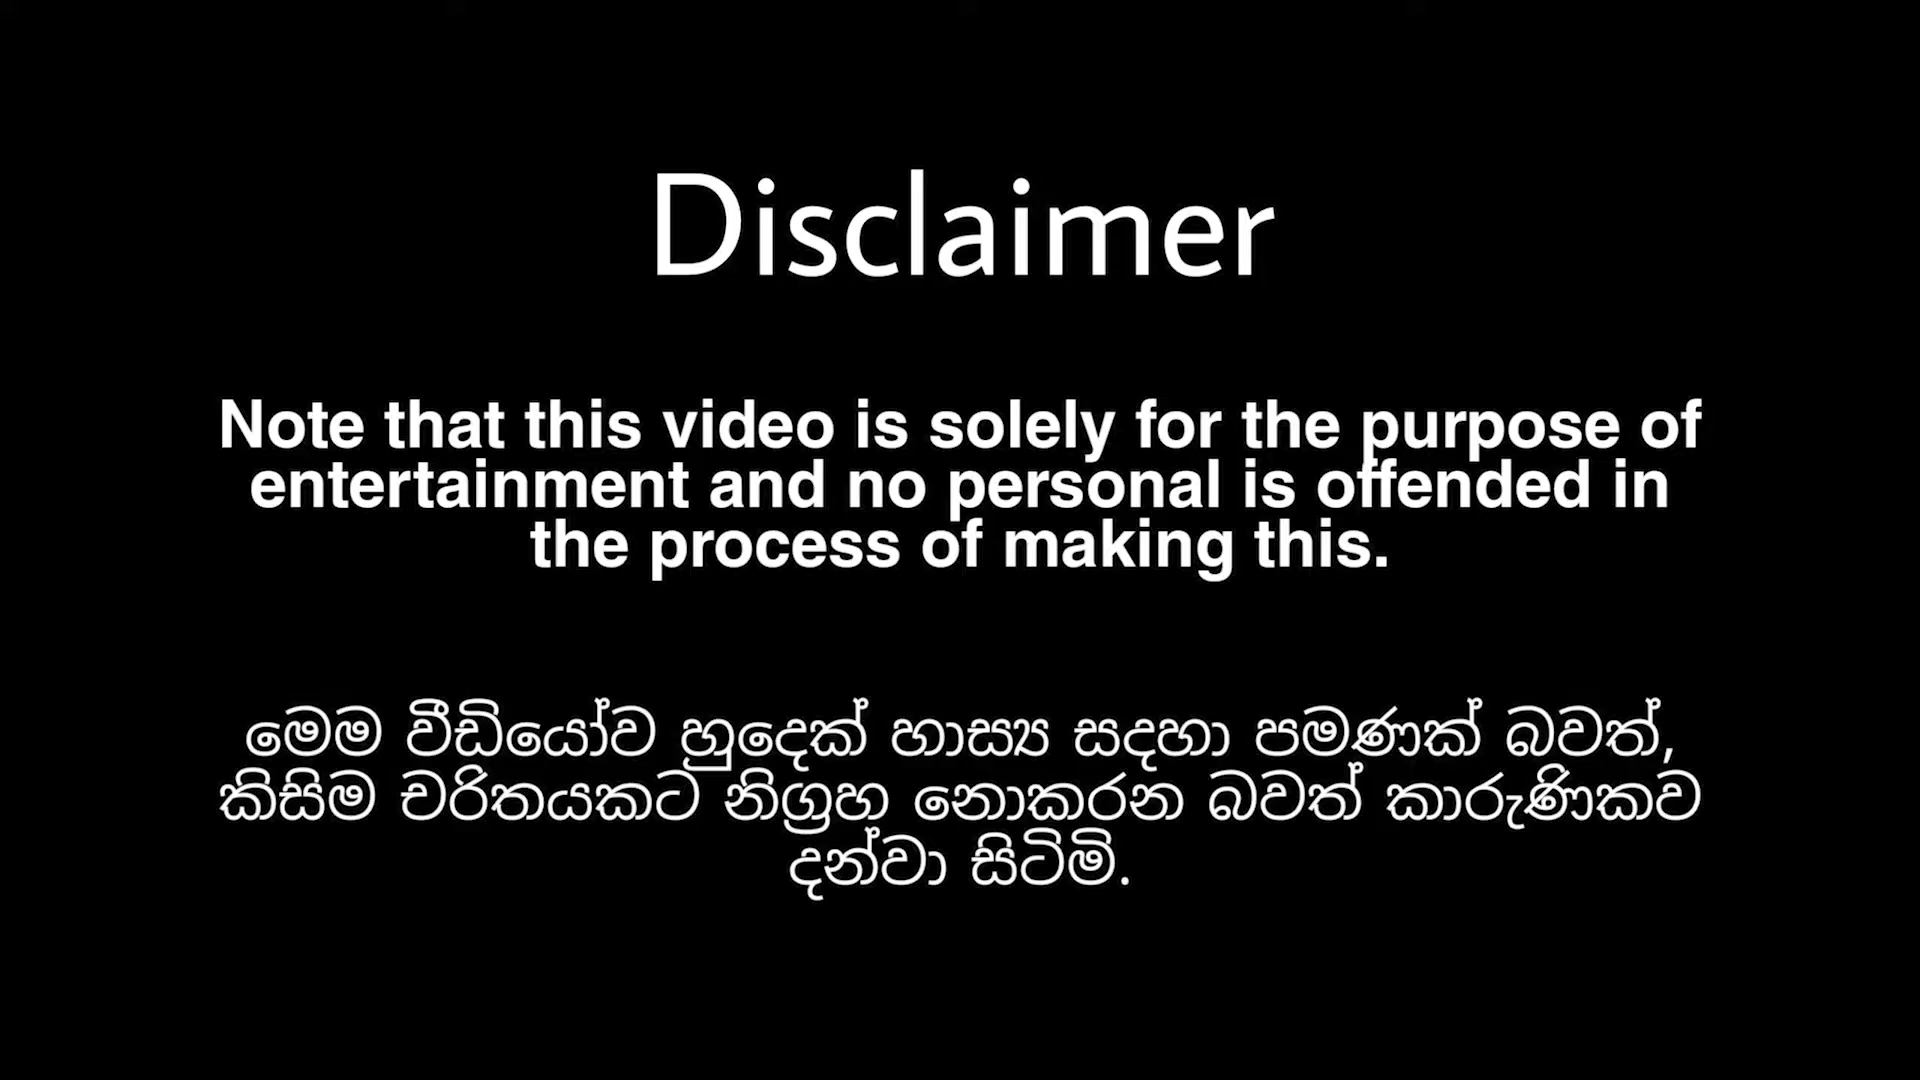 Disclaimer
Note that this video is solely for the purpose of
entertainment and no personal is offended in
the process of making this.
මෙම වීඩියෝව හුදෙක් හාස්‍ය සදහා පමණක් බවත්,
කිසිම චරිතයකට නිග්‍රහ නොකරන බවත් කාරුණිකව
දන්වා සිටිමි.